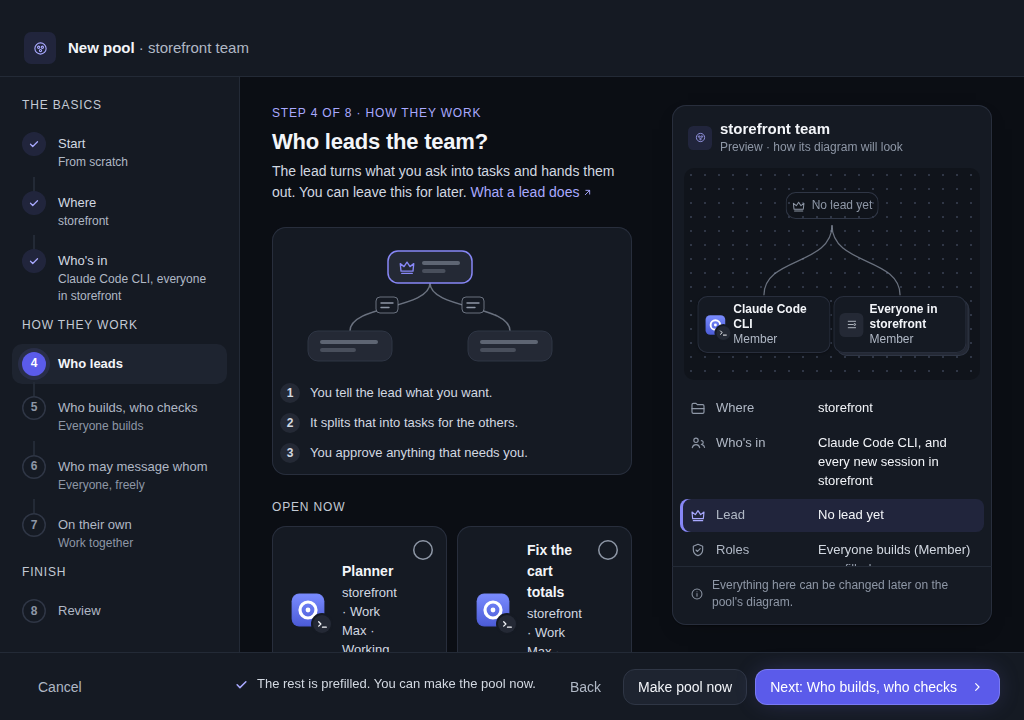 New pool · storefront team
THE BASICS
Start
From scratch
Where
storefront
Who's in
Claude Code CLI, everyone
in storefront
HOW THEY WORK
4
Who leads
5
Who builds, who checks
Everyone builds
6
Who may message whom
Everyone, freely
7
On their own
Work together
FINISH
8
Review
STEP 4 OF 8 · HOW THEY WORK
Who leads the team?
The lead turns what you ask into tasks and hands them
out. You can leave this for later. What a lead does ↗
1 You tell the lead what you want.
2 It splits that into tasks for the others.
3 You approve anything that needs you.
OPEN NOW
Planner
storefront
· Work
Max ·
Working
Fix the
cart
totals
storefront
· Work
Max
storefront team
Preview · how its diagram will look
No lead yet
Claude Code
CLI
Member
Everyone in
storefront
Member
Where storefront
Who's in Claude Code CLI, and
every new session in
storefront
Lead No lead yet
Roles Everyone builds (Member)
Everything here can be changed later on the
pool's diagram.
Cancel
The rest is prefilled. You can make the pool now.
Back
Make pool now
Next: Who builds, who checks